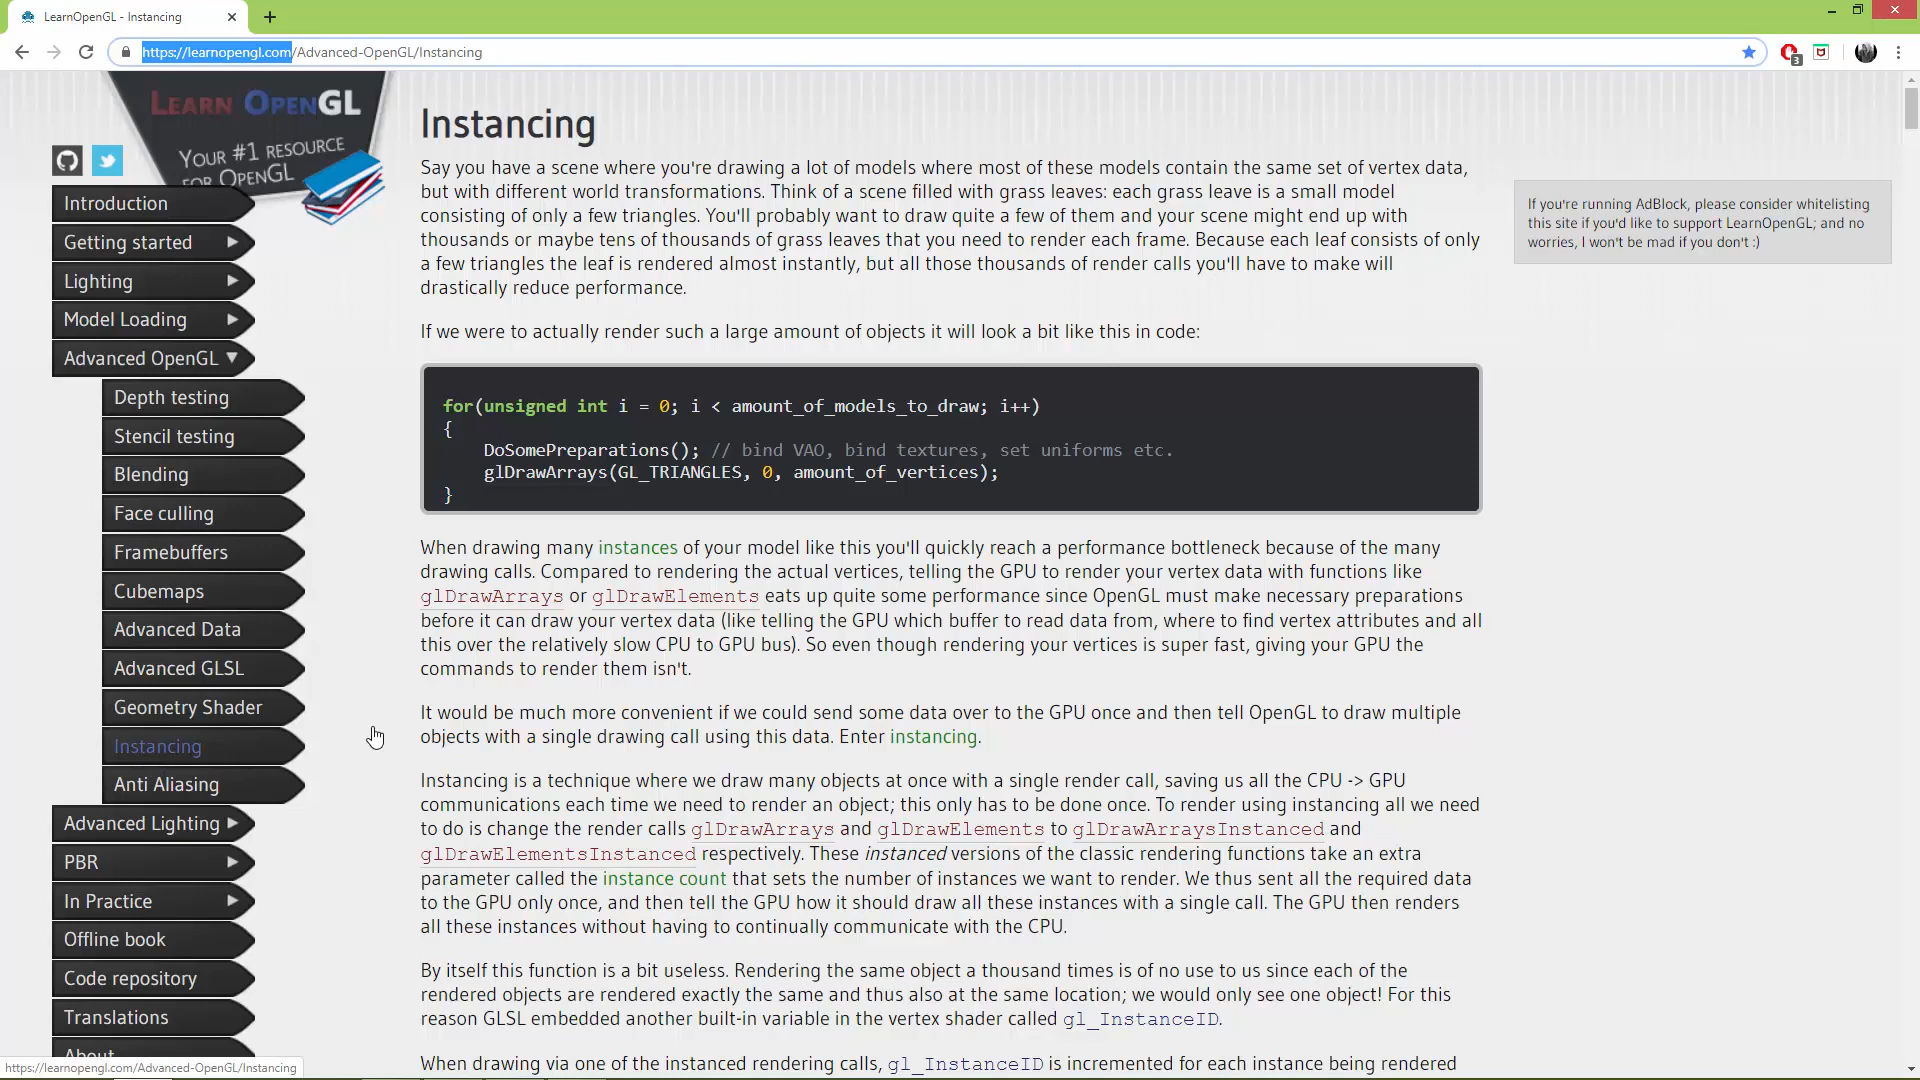 LearnOpenGL - Instancing
https://learnopengl.com/Advanced-OpenGL/Instancing
3
LEARN OPENGL
YOUR #1 RESOURCE
FOR OPENGL
Introduction
Getting started
Lighting
Model Loading
Advanced OpenGL
Depth testing
Stencil testing
Blending
Face culling
Framebuffers
Cubemaps
Advanced Data
Advanced GLSL
Geometry Shader
Instancing
Anti Aliasing
Advanced Lighting
PBR
In Practice
Offline book
Code repository
Translations
About
https://learnopengl.com/Advanced-OpenGL/Instancing
Instancing
Say you have a scene where you're drawing a lot of models where most of these models contain the same set of vertex data,
but with different world transformations. Think of a scene filled with grass leaves: each grass leave is a small model
consisting of only a few triangles. You'll probably want to draw quite a few of them and your scene might end up with
thousands or maybe tens of thousands of grass leaves that you need to render each frame. Because each leaf consists of only
a few triangles the leaf is rendered almost instantly, but all those thousands of render calls you'll have to make will
drastically reduce performance.
If we were to actually render such a large amount of objects it will look a bit like this in code:
for(unsigned int i = 0; i < amount_of_models_to_draw; i++)
{
DoSomePreparations(); // bind VAO, bind textures, set uniforms etc.
glDrawArrays(GL_TRIANGLES, 0, amount_of_vertices);
}
When drawing many instances of your model like this you'll quickly reach a performance bottleneck because of the many
drawing calls. Compared to rendering the actual vertices, telling the GPU to render your vertex data with functions like
glDrawArrays or glDrawElements eats up quite some performance since OpenGL must make necessary preparations
before it can draw your vertex data (like telling the GPU which buffer to read data from, where to find vertex attributes and all
this over the relatively slow CPU to GPU bus). So even though rendering your vertices is super fast, giving your GPU the
commands to render them isn't.
It would be much more convenient if we could send some data over to the GPU once and then tell OpenGL to draw multiple
objects with a single drawing call using this data. Enter instancing.
Instancing is a technique where we draw many objects at once with a single render call, saving us all the CPU -> GPU
communications each time we need to render an object; this only has to be done once. To render using instancing all we need
to do is change the render calls glDrawArrays and glDrawElements to glDrawArraysInstanced and
glDrawElementsInstanced respectively. These instanced versions of the classic rendering functions take an extra
parameter called the instance count that sets the number of instances we want to render. We thus sent all the required data
to the GPU only once, and then tell the GPU how it should draw all these instances with a single call. The GPU then renders
all these instances without having to continually communicate with the CPU.
By itself this function is a bit useless. Rendering the same object a thousand times is of no use to us since each of the
rendered objects are rendered exactly the same and thus also at the same location; we would only see one object! For this
reason GLSL embedded another built-in variable in the vertex shader called gl_InstanceID.
When drawing via one of the instanced rendering calls, gl_InstanceID is incremented for each instance being rendered
If you're running AdBlock, please consider whitelisting
this site if you'd like to support LearnOpenGL; and no
worries, I won't be mad if you don't :)